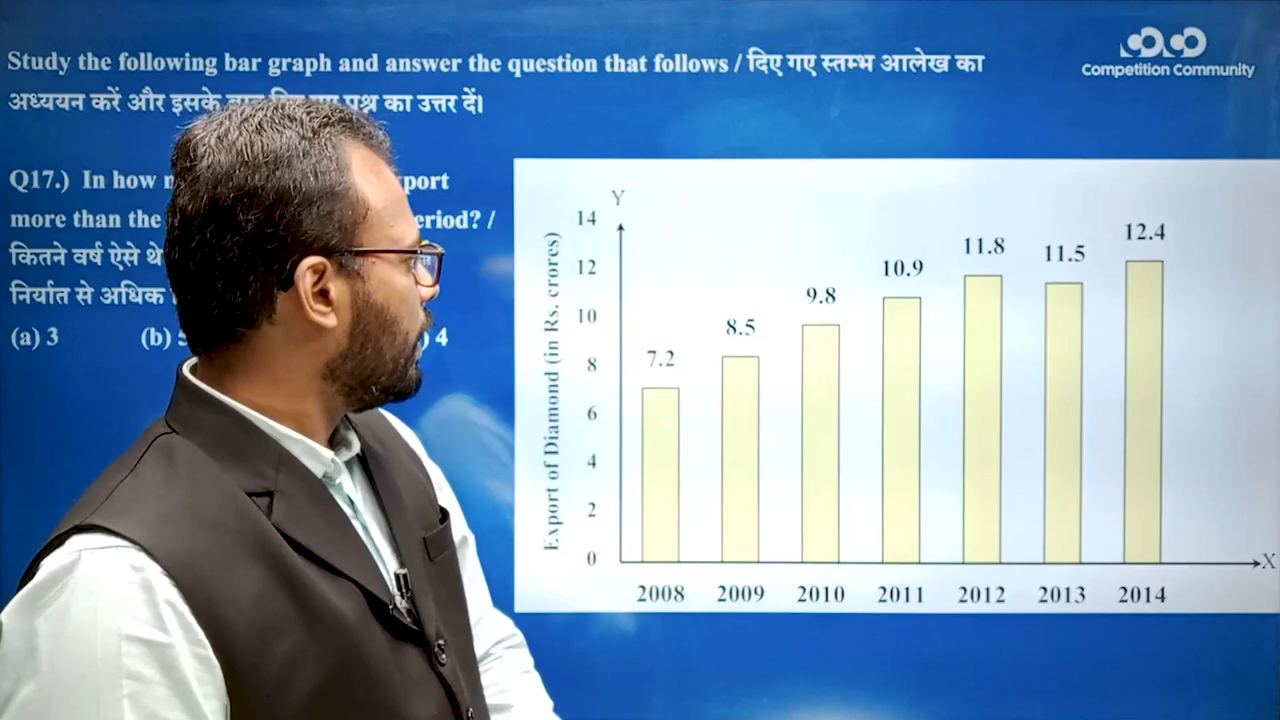 Study the following bar graph and answer the question that follows / दिए गए स्तम्भ आलेख का
अध्ययन करें और इसके प्रश्न का उत्तर दें।
Competition Community
Q17.) In how
more than the
कितने वर्ष ऐसे थे
निर्यात से अधिक
(a) 3 (b) 4
Y
14
12
10
8
6
4
2
0
Export of Diamond (in Rs. crores)
7.2
8.5
9.8
10.9
11.8
11.5
12.4
2008 2009 2010 2011 2012 2013 2014
X